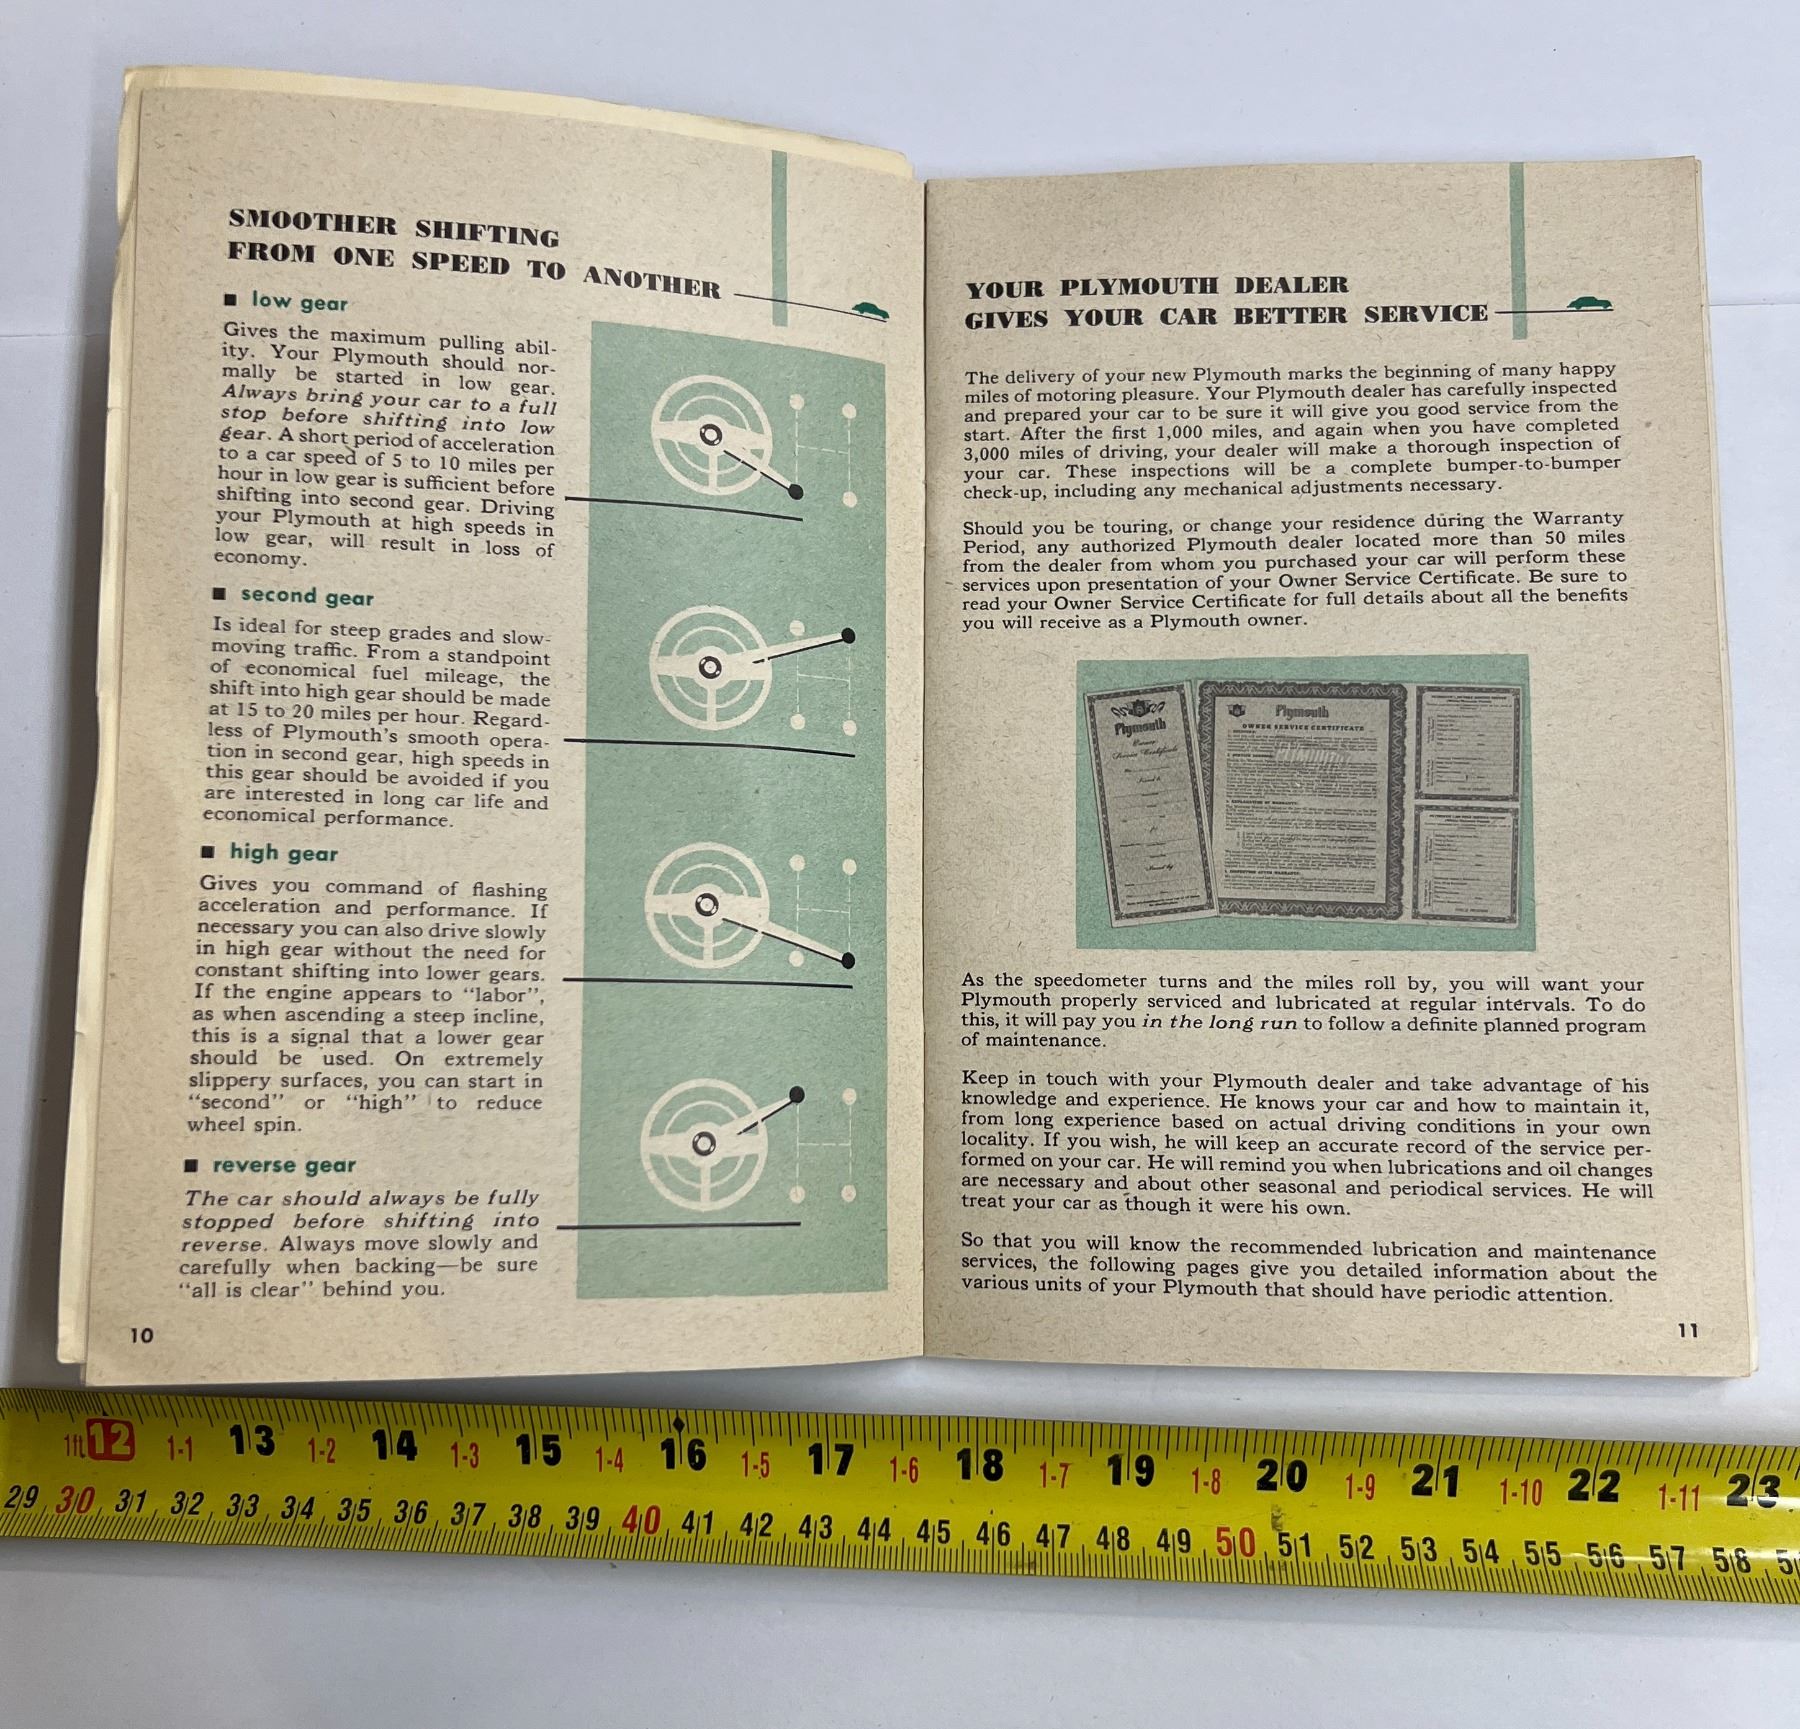 SMOOTHER SHIFTING
FROM ONE SPEED TO ANOTHER
■ low gear
Gives the maximum pulling abil-
ity. Your Plymouth should nor-
mally be started in low gear.
Always bring your car to a full
stop before shifting into low
gear. A short period of acceleration
to a car speed of 5 to 10 miles per
hour in low gear is sufficient before
shifting into second gear. Driving
your Plymouth at high speeds in
low gear, will result in loss of
economy.
■ second gear
Is ideal for steep grades and slow-
moving traffic. From a standpoint
of economical fuel mileage, the
shift into high gear should be made
at 15 to 20 miles per hour. Regard-
less of Plymouth's smooth opera-
tion in second gear, high speeds in
this gear should be avoided if you
are interested in long car life and
economical performance.
■ high gear
Gives you command of flashing
acceleration and performance. If
necessary you can also drive slowly
in high gear without the need for
constant shifting into lower gears.
If the engine appears to "labor",
as when ascending a steep incline,
this is a signal that a lower gear
should be used. On extremely
slippery surfaces, you can start in
"second" or "high" to reduce
wheel spin.
■ reverse gear
The car should always be fully
stopped before shifting into
reverse. Always move slowly and
carefully when backing—be sure
"all is clear" behind you.
10
YOUR PLYMOUTH DEALER
GIVES YOUR CAR BETTER SERVICE
The delivery of your new Plymouth marks the beginning of many happy
miles of motoring pleasure. Your Plymouth dealer has carefully inspected
and prepared your car to be sure it will give you good service from the
start. After the first 1,000 miles, and again when you have completed
3,000 miles of driving, your dealer will make a thorough inspection of
your car. These inspections will be a complete bumper-to-bumper
check-up, including any mechanical adjustments necessary.
Should you be touring, or change your residence during the Warranty
Period, any authorized Plymouth dealer located more than 50 miles
from the dealer from whom you purchased your car will perform these
services upon presentation of your Owner Service Certificate. Be sure to
read your Owner Service Certificate for full details about all the benefits
you will receive as a Plymouth owner.
Plymouth
Owner
Service Certificate
Plymouth
OWNER SERVICE CERTIFICATE
As the speedometer turns and the miles roll by, you will want your
Plymouth properly serviced and lubricated at regular intervals. To do
this, it will pay you in the long run to follow a definite planned program
of maintenance.
Keep in touch with your Plymouth dealer and take advantage of his
knowledge and experience. He knows your car and how to maintain it,
from long experience based on actual driving conditions in your own
locality. If you wish, he will keep an accurate record of the service per-
formed on your car. He will remind you when lubrications and oil changes
are necessary and about other seasonal and periodical services. He will
treat your car as though it were his own.
So that you will know the recommended lubrication and maintenance
services, the following pages give you detailed information about the
various units of your Plymouth that should have periodic attention.
11
1ft 12 1-1 13 1-2 14 1-3 15 1-4 16 1-5 17 1-6 18 1-7 19 1-8 20 1-9 21 1-10 22 1-11 23
29 30 31 32 33 34 35 36 37 38 39 40 41 42 43 44 45 46 47 48 49 50 51 52 53 54 55 56 57 58